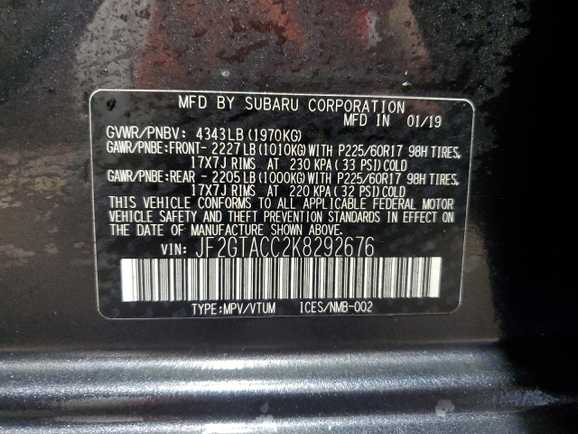 MFD BY SUBARU CORPORATION
MFD IN 01/19
GVWR/PNBV: 4343LB(1970KG)
GAWR/PNBE:FRONT- 2227LB(1010KG)WITH P225/60R17 98H TIRES,
17X7J RIMS AT 230 KPA(33 PSI)COLD
GAWR/PNBE:REAR - 2205LB(1000KG)WITH P225/60R17 98H TIRES,
17X7J RIMS AT 220 KPA(32 PSI)COLD
THIS VEHICLE CONFORMS TO ALL APPLICABLE FEDERAL MOTOR
VEHICLE SAFETY AND THEFT PREVENTION STANDARDS IN EFFECT ON
THE DATE OF MANUFACTURE SHOWN ABOVE.
VIN: JF2GTACC2K8292676
TYPE:MPV/VTUM ICES/NMB-002